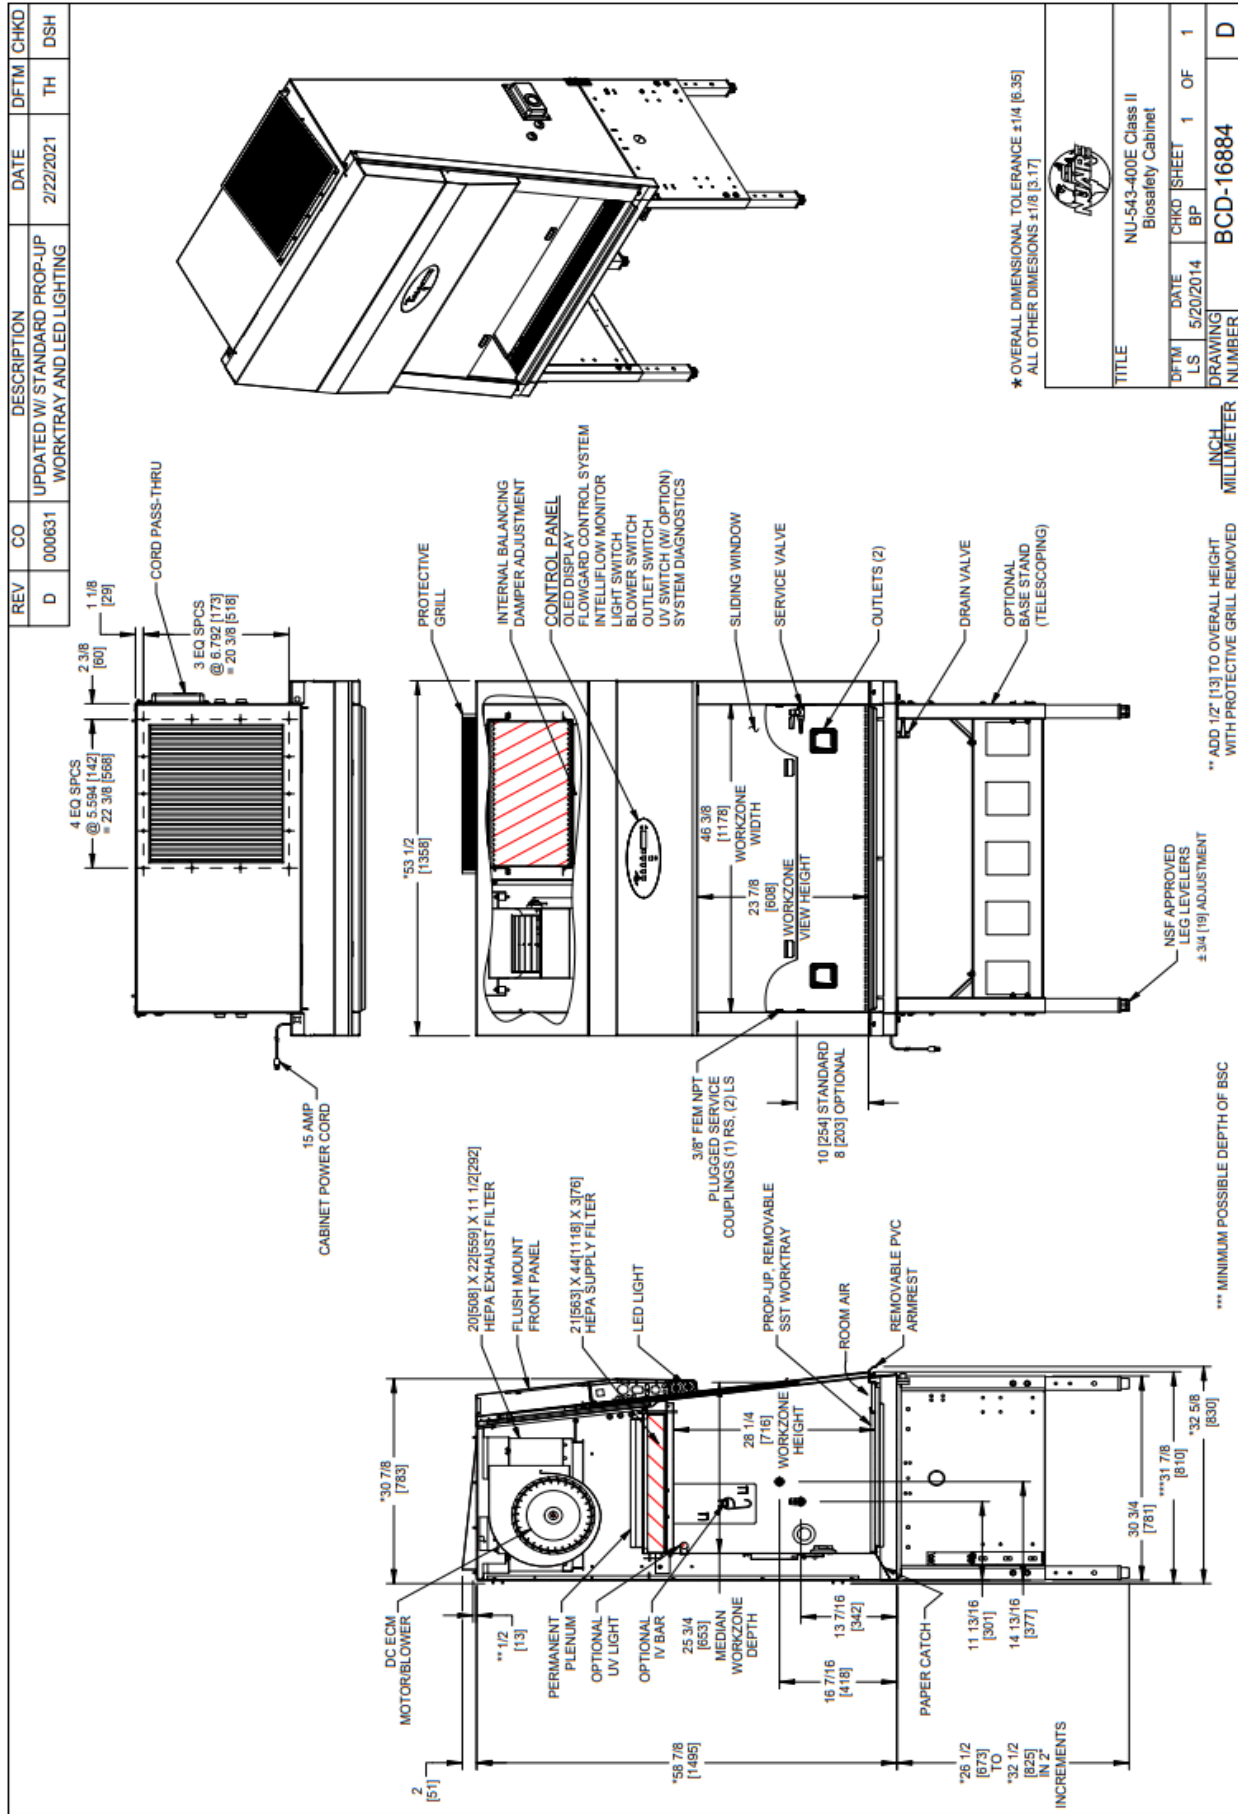 REV CO DESCRIPTION DATE DFTM CHKD
D 000631 UPDATED W/ STANDARD PROP-UP WORKTRAY AND LED LIGHTING 2/22/2021 TH DSH
4 EQ SPCS
@ 5.594 [142]
= 22 3/8 [568]
2 3/8
[60]
1 1/8
[29]
3 EQ SPCS
@ 6.792 [173]
= 20 3/8 [518]
CORD PASS-THRU
15 AMP
CABINET POWER CORD
*53 1/2
[1358]
PROTECTIVE
GRILL
INTERNAL BALANCING
DAMPER ADJUSTMENT
CONTROL PANEL
OLED DISPLAY
FLOWGARD CONTROL SYSTEM
INTELLIFLOW MONITOR
LIGHT SWITCH
BLOWER SWITCH
OUTLET SWITCH
UV SWITCH (W/ OPTION)
SYSTEM DIAGNOSTICS
SLIDING WINDOW
SERVICE VALVE
OUTLETS (2)
DRAIN VALVE
OPTIONAL
BASE STAND
(TELESCOPING)
46 3/8
[1178]
WORKZONE
WIDTH
23 7/8
[608]
WORKZONE
VIEW HEIGHT
3/8" FEM NPT
PLUGGED SERVICE
COUPLINGS (1) RS, (2) LS
10 [254] STANDARD
8 [203] OPTIONAL
NSF APPROVED
LEG LEVELERS
± 3/4 [19] ADJUSTMENT
2
[51]
*30 7/8
[783]
** 1/2
[13]
DC ECM
MOTOR/BLOWER
PERMANENT
PLENUM
OPTIONAL
UV LIGHT
OPTIONAL
IV BAR
25 3/4
[653]
MEDIAN
WORKZONE
DEPTH
20[508] X 22[559] X 11 1/2[292]
HEPA EXHAUST FILTER
FLUSH MOUNT
FRONT PANEL
21[563] X 44[1118] X 3[76]
HEPA SUPPLY FILTER
LED LIGHT
28 1/4
[716]
WORKZONE
HEIGHT
PROP-UP, REMOVABLE
SST WORKTRAY
ROOM AIR
REMOVABLE PVC
ARMREST
*58 7/8
[1495]
16 7/16
[418]
13 7/16
[342]
PAPER CATCH
11 13/16
[301]
14 13/16
[377]
30 3/4
[781]
***31 7/8
[810]
*32 5/8
[830]
*26 1/2
[673]
TO
*32 1/2
[825]
IN 2"
INCREMENTS
*** MINIMUM POSSIBLE DEPTH OF BSC
** ADD 1/2" [13] TO OVERALL HEIGHT
WITH PROTECTIVE GRILL REMOVED
INCH
MILLIMETER
* OVERALL DIMENSIONAL TOLERANCE ±1/4 [6.35]
ALL OTHER DIMESIONS ±1/8 [3.17]
NUAIRE
TITLE
NU-543-400E Class II
Biosafety Cabinet
DFTM LS
DATE 5/20/2014
CHKD BP
SHEET 1 OF 1
DRAWING NUMBER
BCD-16884
D